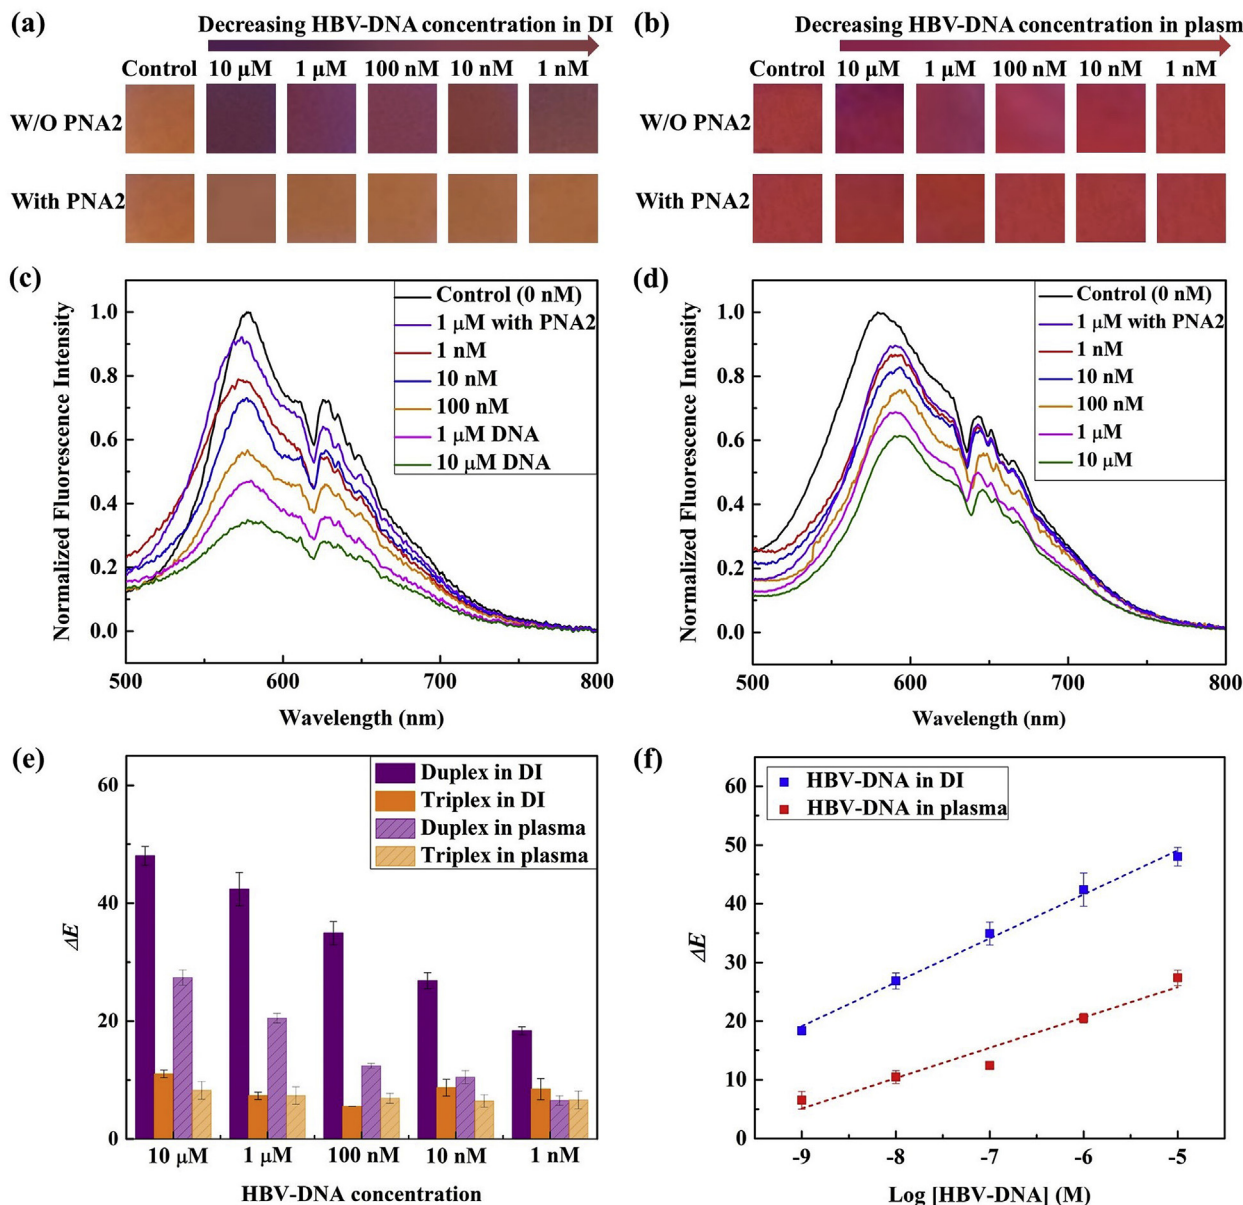 (a)
Decreasing HBV-DNA concentration in DI
Control 10 μM 1 μM 100 nM 10 nM 1 nM
W/O PNA2
With PNA2
(b)
Decreasing HBV-DNA concentration in plasm
Control 10 μM 1 μM 100 nM 10 nM 1 nM
W/O PNA2
With PNA2
(c)
Normalized Fluorescence Intensity
1.0
0.8
0.6
0.4
0.2
0.0
Control (0 nM)
1 μM with PNA2
1 nM
10 nM
100 nM
1 μM DNA
10 μM DNA
500 600 700 800
Wavelength (nm)
(d)
Normalized Fluorescence Intensity
1.0
0.8
0.6
0.4
0.2
0.0
Control (0 nM)
1 μM with PNA2
1 nM
10 nM
100 nM
1 μM
10 μM
500 600 700 800
Wavelength (nm)
(e)
ΔE
60
40
20
0
Duplex in DI
Triplex in DI
Duplex in plasma
Triplex in plasma
10 μM 1 μM 100 nM 10 nM 1 nM
HBV-DNA concentration
(f)
ΔE
60
50
40
30
20
10
0
HBV-DNA in DI
HBV-DNA in plasma
-9 -8 -7 -6 -5
Log [HBV-DNA] (M)